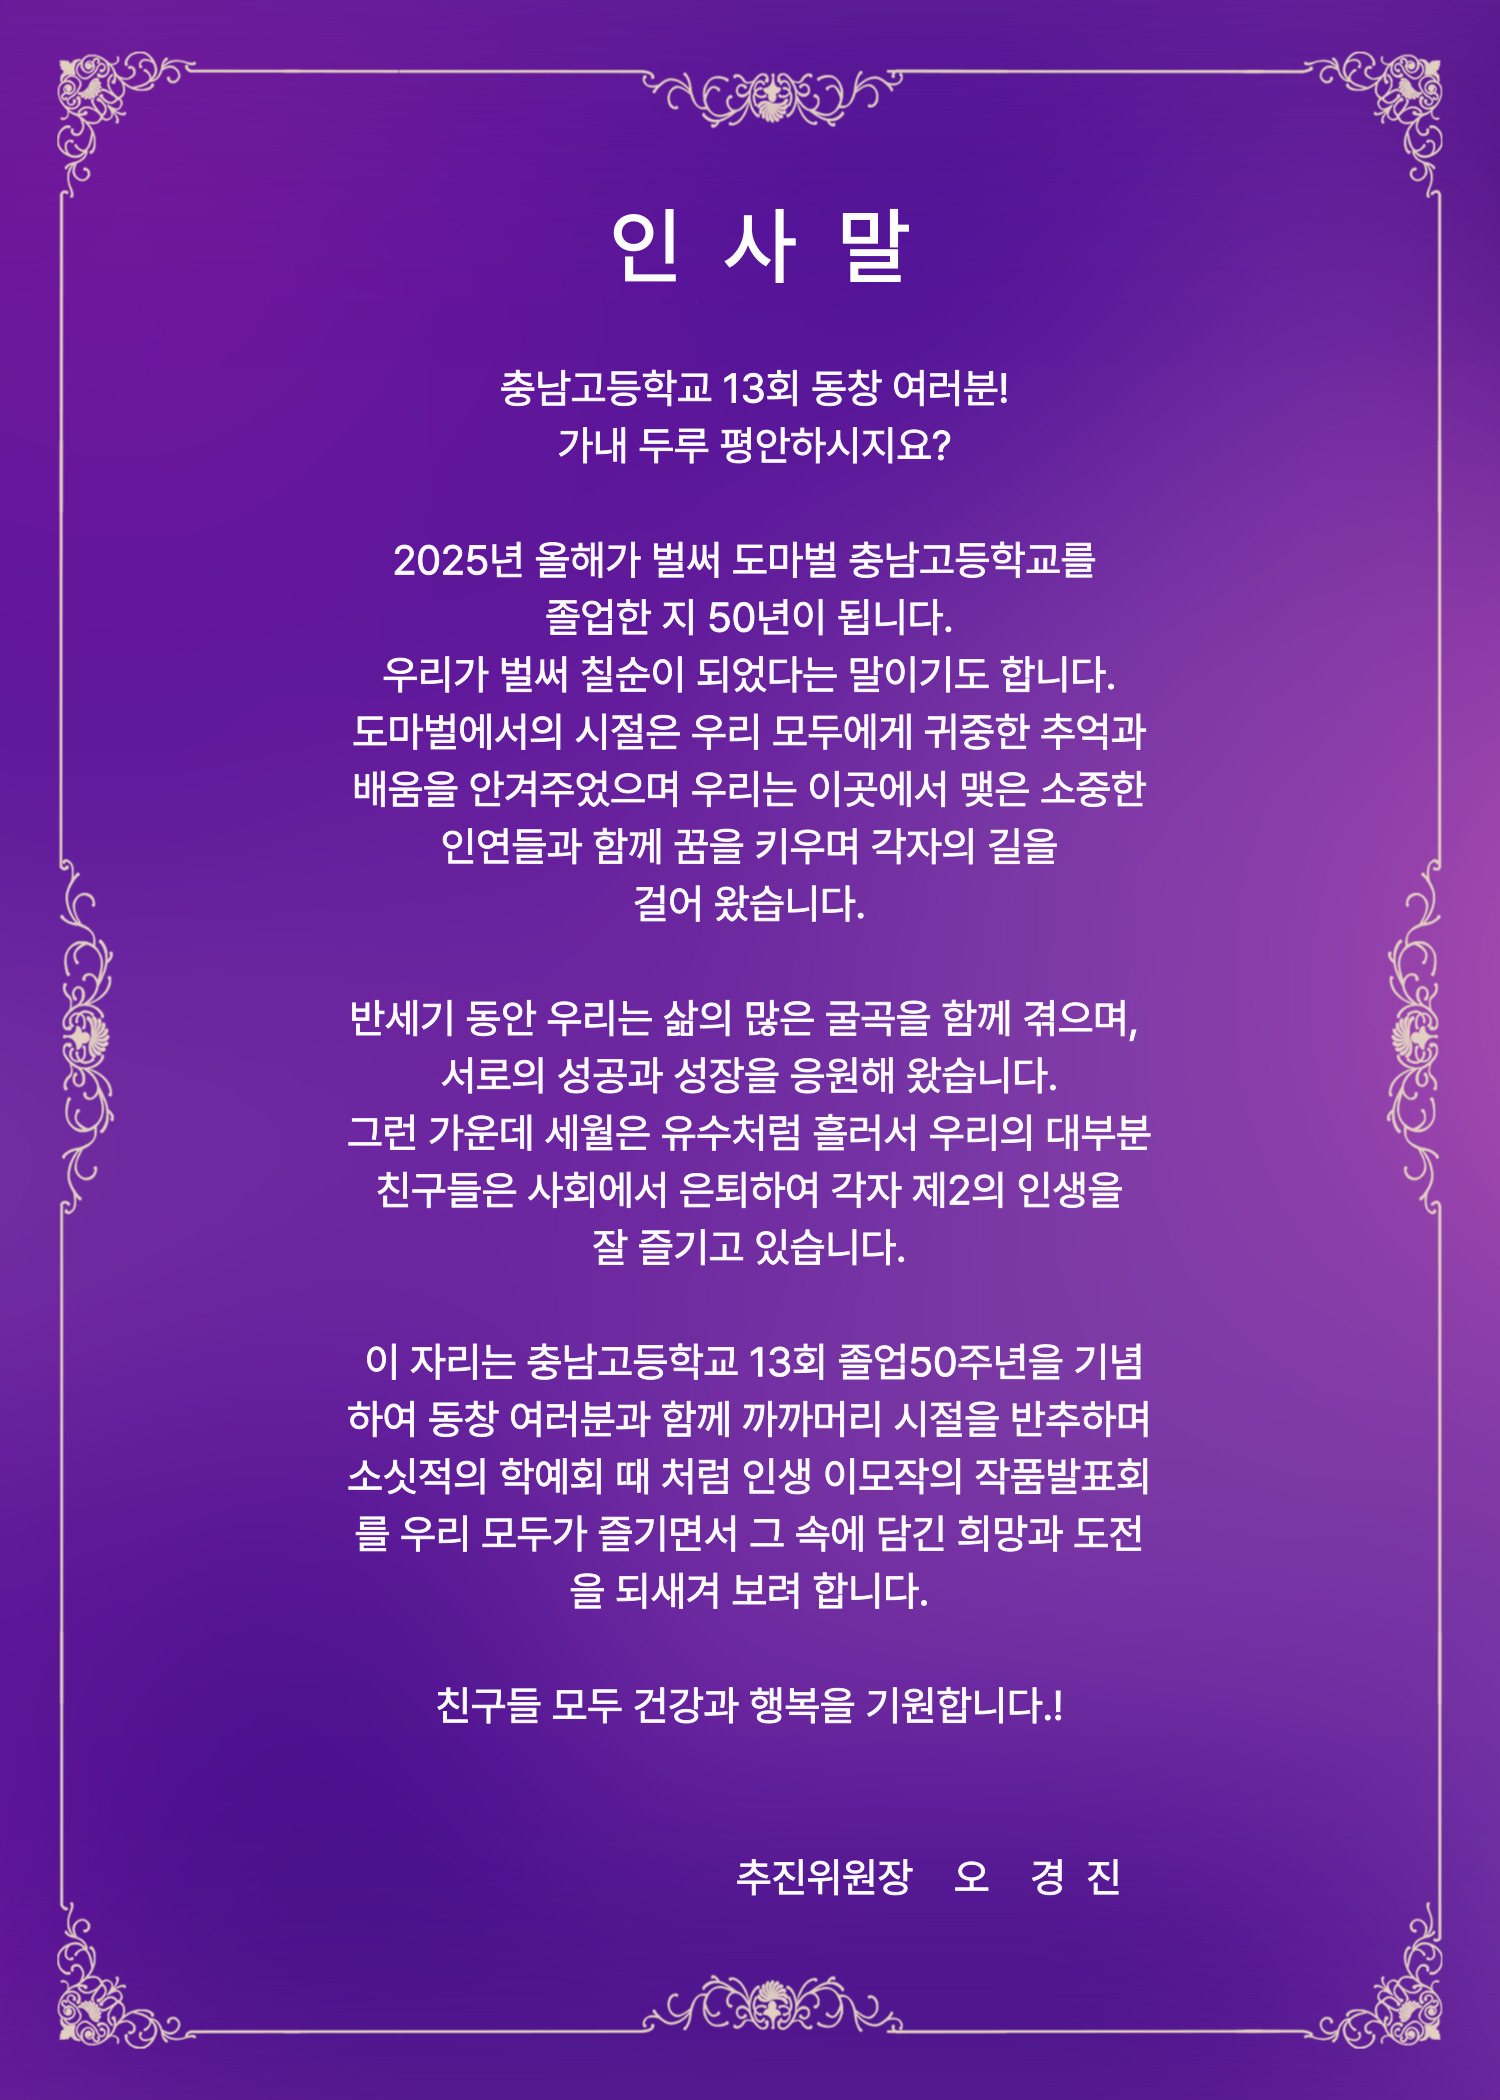 인 사 말
충남고등학교 13회 동창 여러분!
가내 두루 평안하시지요?
2025년 올해가 벌써 도마벌 충남고등학교를
졸업한 지 50년이 됩니다.
우리가 벌써 칠순이 되었다는 말이기도 합니다.
도마벌에서의 시절은 우리 모두에게 귀중한 추억과
배움을 안겨주었으며 우리는 이곳에서 맺은 소중한
인연들과 함께 꿈을 키우며 각자의 길을
걸어 왔습니다.
반세기 동안 우리는 삶의 많은 굴곡을 함께 겪으며,
서로의 성공과 성장을 응원해 왔습니다.
그런 가운데 세월은 유수처럼 흘러서 우리의 대부분
친구들은 사회에서 은퇴하여 각자 제2의 인생을
잘 즐기고 있습니다.
이 자리는 충남고등학교 13회 졸업50주년을 기념
하여 동창 여러분과 함께 까까머리 시절을 반추하며
소싯적의 학예회 때 처럼 인생 이모작의 작품발표회
를 우리 모두가 즐기면서 그 속에 담긴 희망과 도전
을 되새겨 보려 합니다.
친구들 모두 건강과 행복을 기원합니다.!
추진위원장 오 경 진